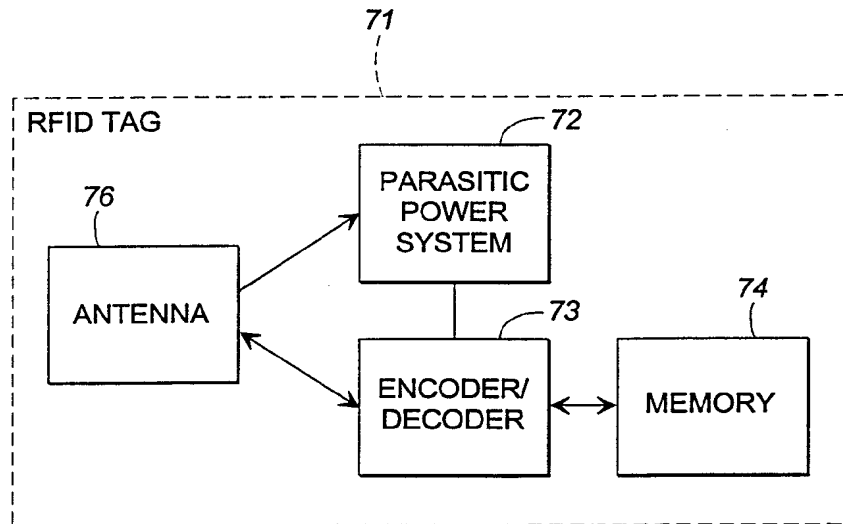 71
RFID TAG
72
PARASITIC
POWER
SYSTEM
76
ANTENNA
73
ENCODER/
DECODER
74
MEMORY